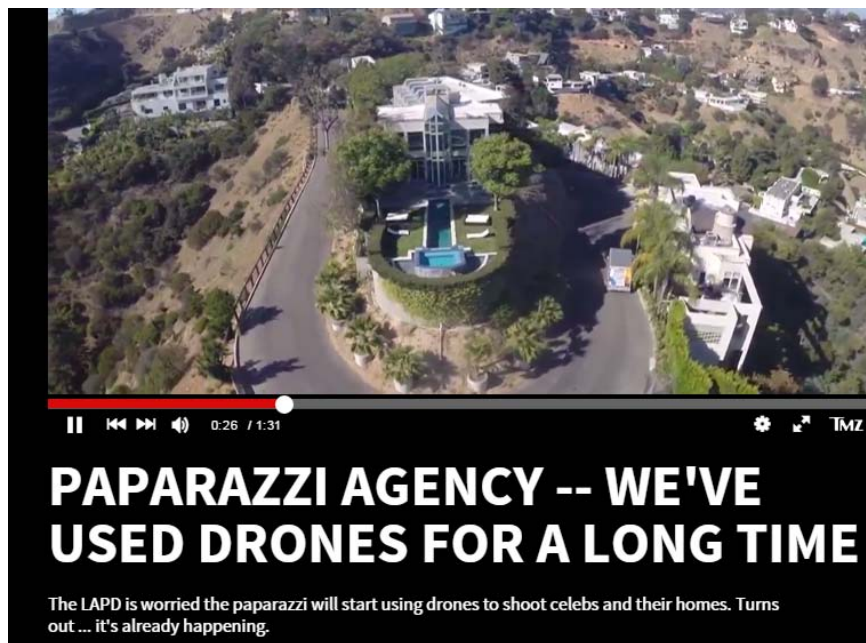 0:26 / 1:31
TMZ
PAPARAZZI AGENCY -- WE'VE
USED DRONES FOR A LONG TIME
The LAPD is worried the paparazzi will start using drones to shoot celebs and their homes. Turns
out ... it's already happening.